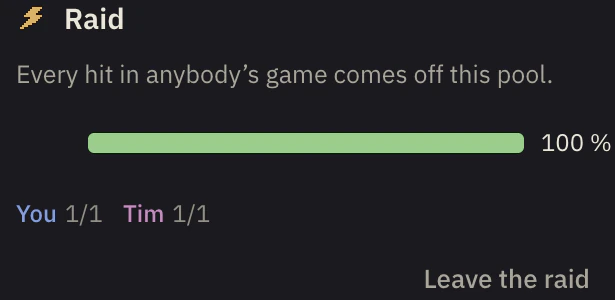 Raid
Every hit in anybody’s game comes off this pool.
100 %
You 1/1 Tim 1/1
Leave the raid